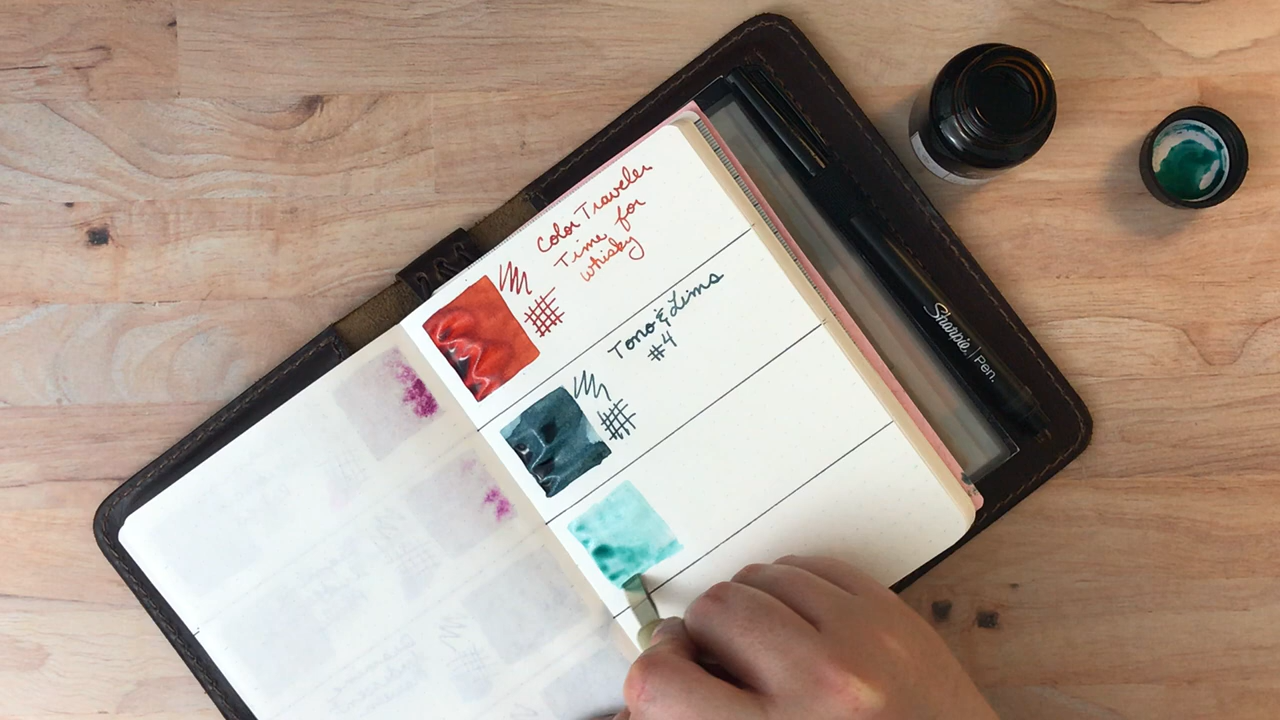 Color Traveler
Time for
whisky
Tono & Lims
#4
Sharpie. Pen.